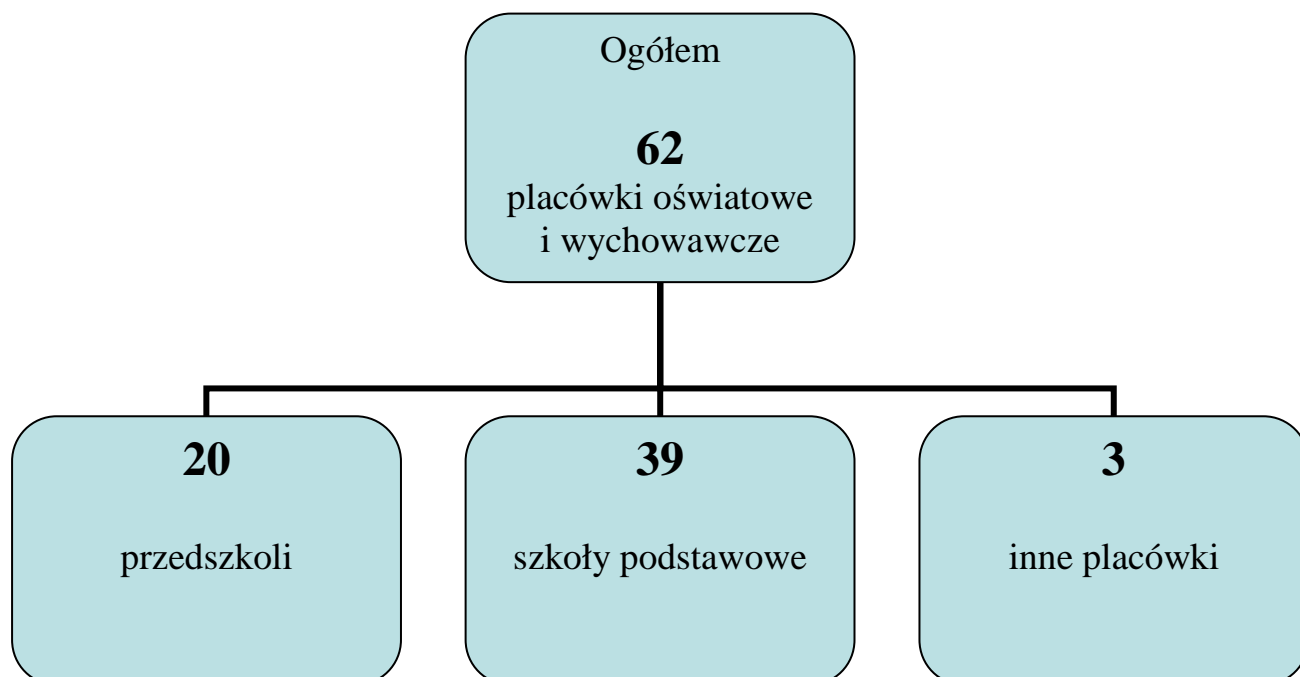 Ogółem
62
placówki oświatowe
i wychowawcze
20
przedszkoli
39
szkoły podstawowe
3
inne placówki